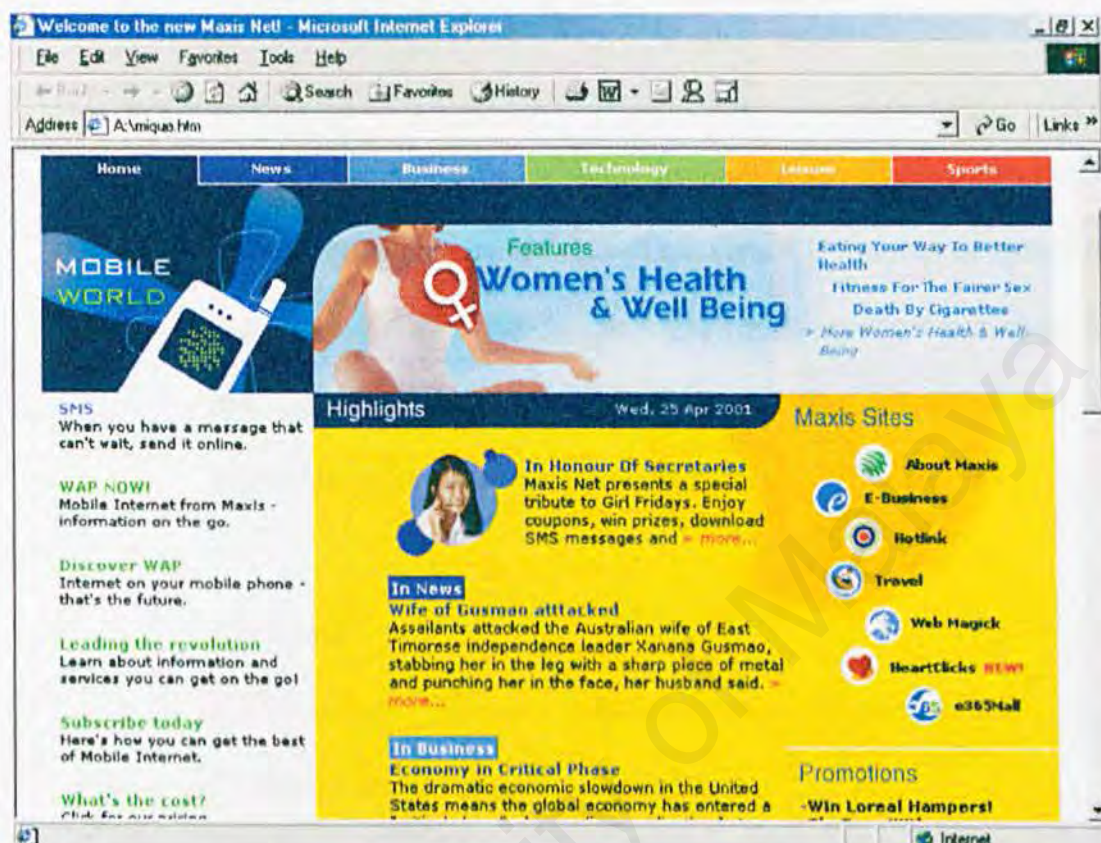 Welcome to the new Maxis Net! - Microsoft Internet Explorer
File Edit View Favorites Tools Help
Back Search Favorites History
Address A:\miqua.htm Go Links »
Home News Business Technology Leisure Sports
MOBILE
WORLD
Features
Women's Health
& Well Being
Eating Your Way To Better
Health
Fitness For The Fairer Sex
Death By Cigarettes
» More Women's Health & Well-
Being
SMS
When you have a message that
can't wait, send it online.
WAP NOW!
Mobile Internet from Maxis -
information on the go.
Discover WAP
Internet on your mobile phone -
that's the future.
Leading the revolution
Learn about information and
services you can get on the go!
Subscribe today
Here's how you can get the best
of Mobile Internet.
What's the cost?
Click for our pricing
Highlights Wed, 25 Apr 2001
In Honour Of Secretaries
Maxis Net presents a special
tribute to Girl Fridays. Enjoy
coupons, win prizes, download
SMS messages and » more...
In News
Wife of Gusmao atttacked
Assailants attacked the Australian wife of East
Timorese independence leader Xanana Gusmao,
stabbing her in the leg with a sharp piece of metal
and punching her in the face, her husband said. »
more...
In Business
Economy in Critical Phase
The dramatic economic slowdown in the United
States means the global economy has entered a
Maxis Sites
About Maxis
E-Business
Hotlink
Travel
Web Magick
HeartClicks NEW!
e365Mall
Promotions
-Win Loreal Hampers!
Internet